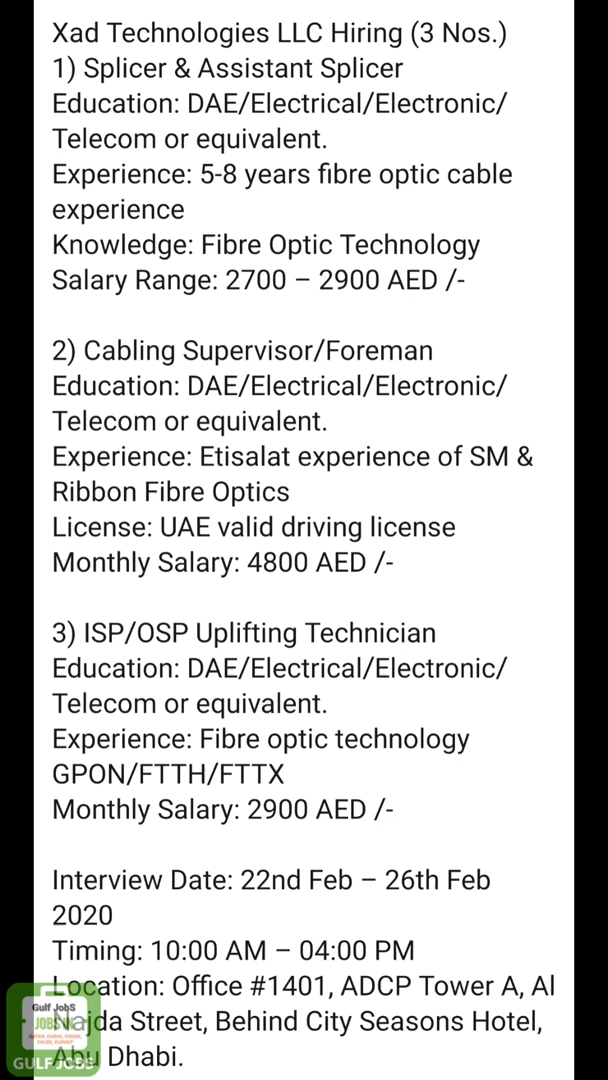 Xad Technologies LLC Hiring (3 Nos.)
1) Splicer & Assistant Splicer
Education: DAE/Electrical/Electronic/
Telecom or equivalent.
Experience: 5-8 years fibre optic cable
experience
Knowledge: Fibre Optic Technology
Salary Range: 2700 – 2900 AED /-
2) Cabling Supervisor/Foreman
Education: DAE/Electrical/Electronic/
Telecom or equivalent.
Experience: Etisalat experience of SM &
Ribbon Fibre Optics
License: UAE valid driving license
Monthly Salary: 4800 AED /-
3) ISP/OSP Uplifting Technician
Education: DAE/Electrical/Electronic/
Telecom or equivalent.
Experience: Fibre optic technology
GPON/FTTH/FTTX
Monthly Salary: 2900 AED /-
Interview Date: 22nd Feb – 26th Feb
2020
Timing: 10:00 AM – 04:00 PM
Location: Office #1401, ADCP Tower A, Al
Najda Street, Behind City Seasons Hotel,
Abu Dhabi.
Gulf JobS
GULF JOBS